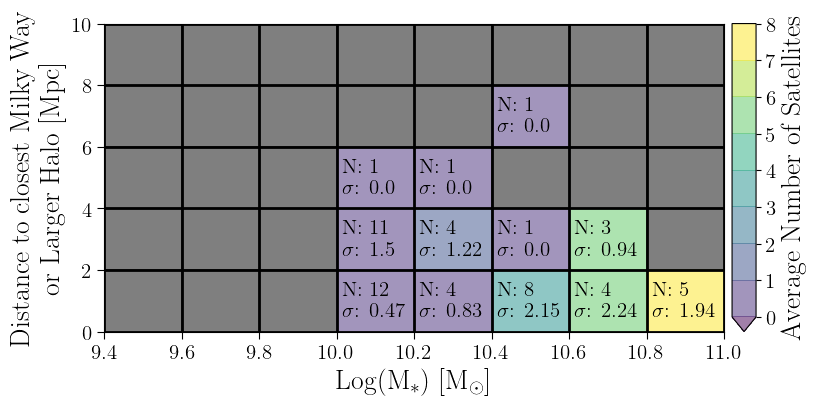 Distance to closest Milky Way
or Larger Halo [Mpc]
10
8
6
4
2
0
N: 1
σ: 0.0
N: 1
σ: 0.0
N: 1
σ: 0.0
N: 11
σ: 1.5
N: 4
σ: 1.22
N: 1
σ: 0.0
N: 3
σ: 0.94
N: 12
σ: 0.47
N: 4
σ: 0.83
N: 8
σ: 2.15
N: 4
σ: 2.24
N: 5
σ: 1.94
9.4 9.6 9.8 10.0 10.2 10.4 10.6 10.8 11.0
Log(M*) [M⊙]
8
7
6
5
4
3
2
1
0
Average Number of Satellites